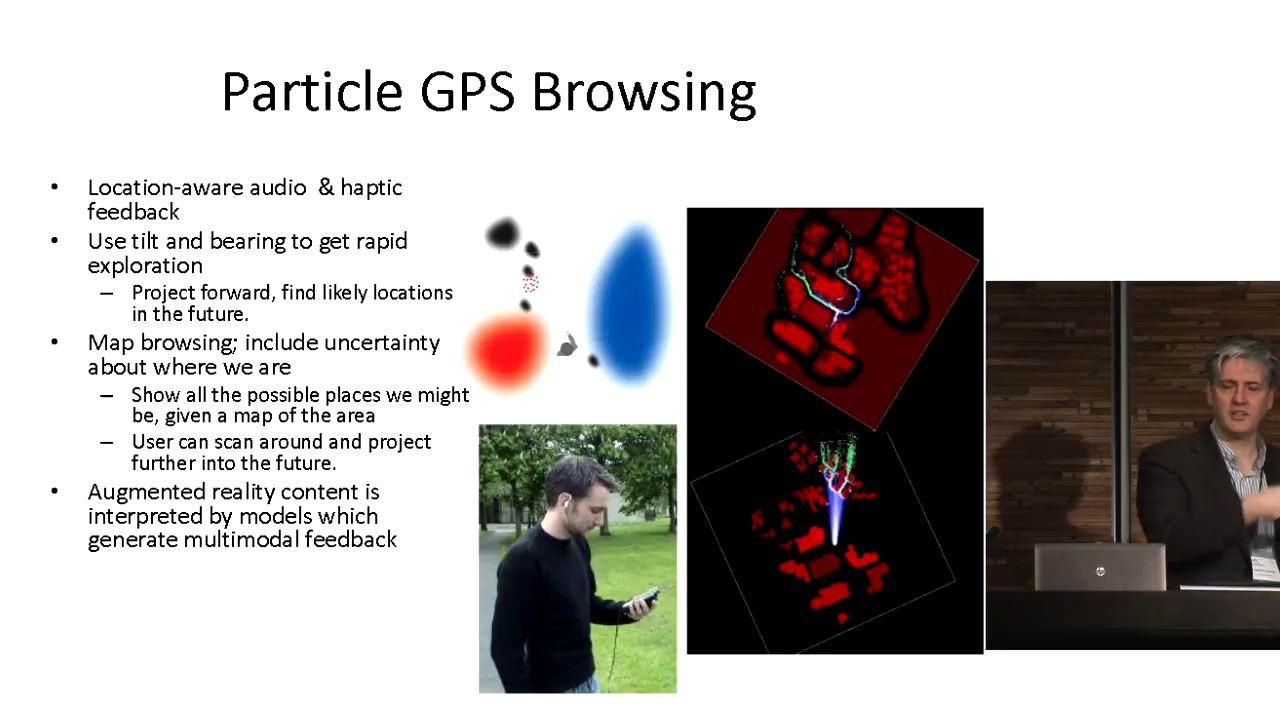 Particle GPS Browsing
• Location-aware audio & haptic
feedback
• Use tilt and bearing to get rapid
exploration
– Project forward, find likely locations
in the future.
• Map browsing; include uncertainty
about where we are
– Show all the possible places we might
be, given a map of the area
– User can scan around and project
further into the future.
• Augmented reality content is
interpreted by models which
generate multimodal feedback
hp